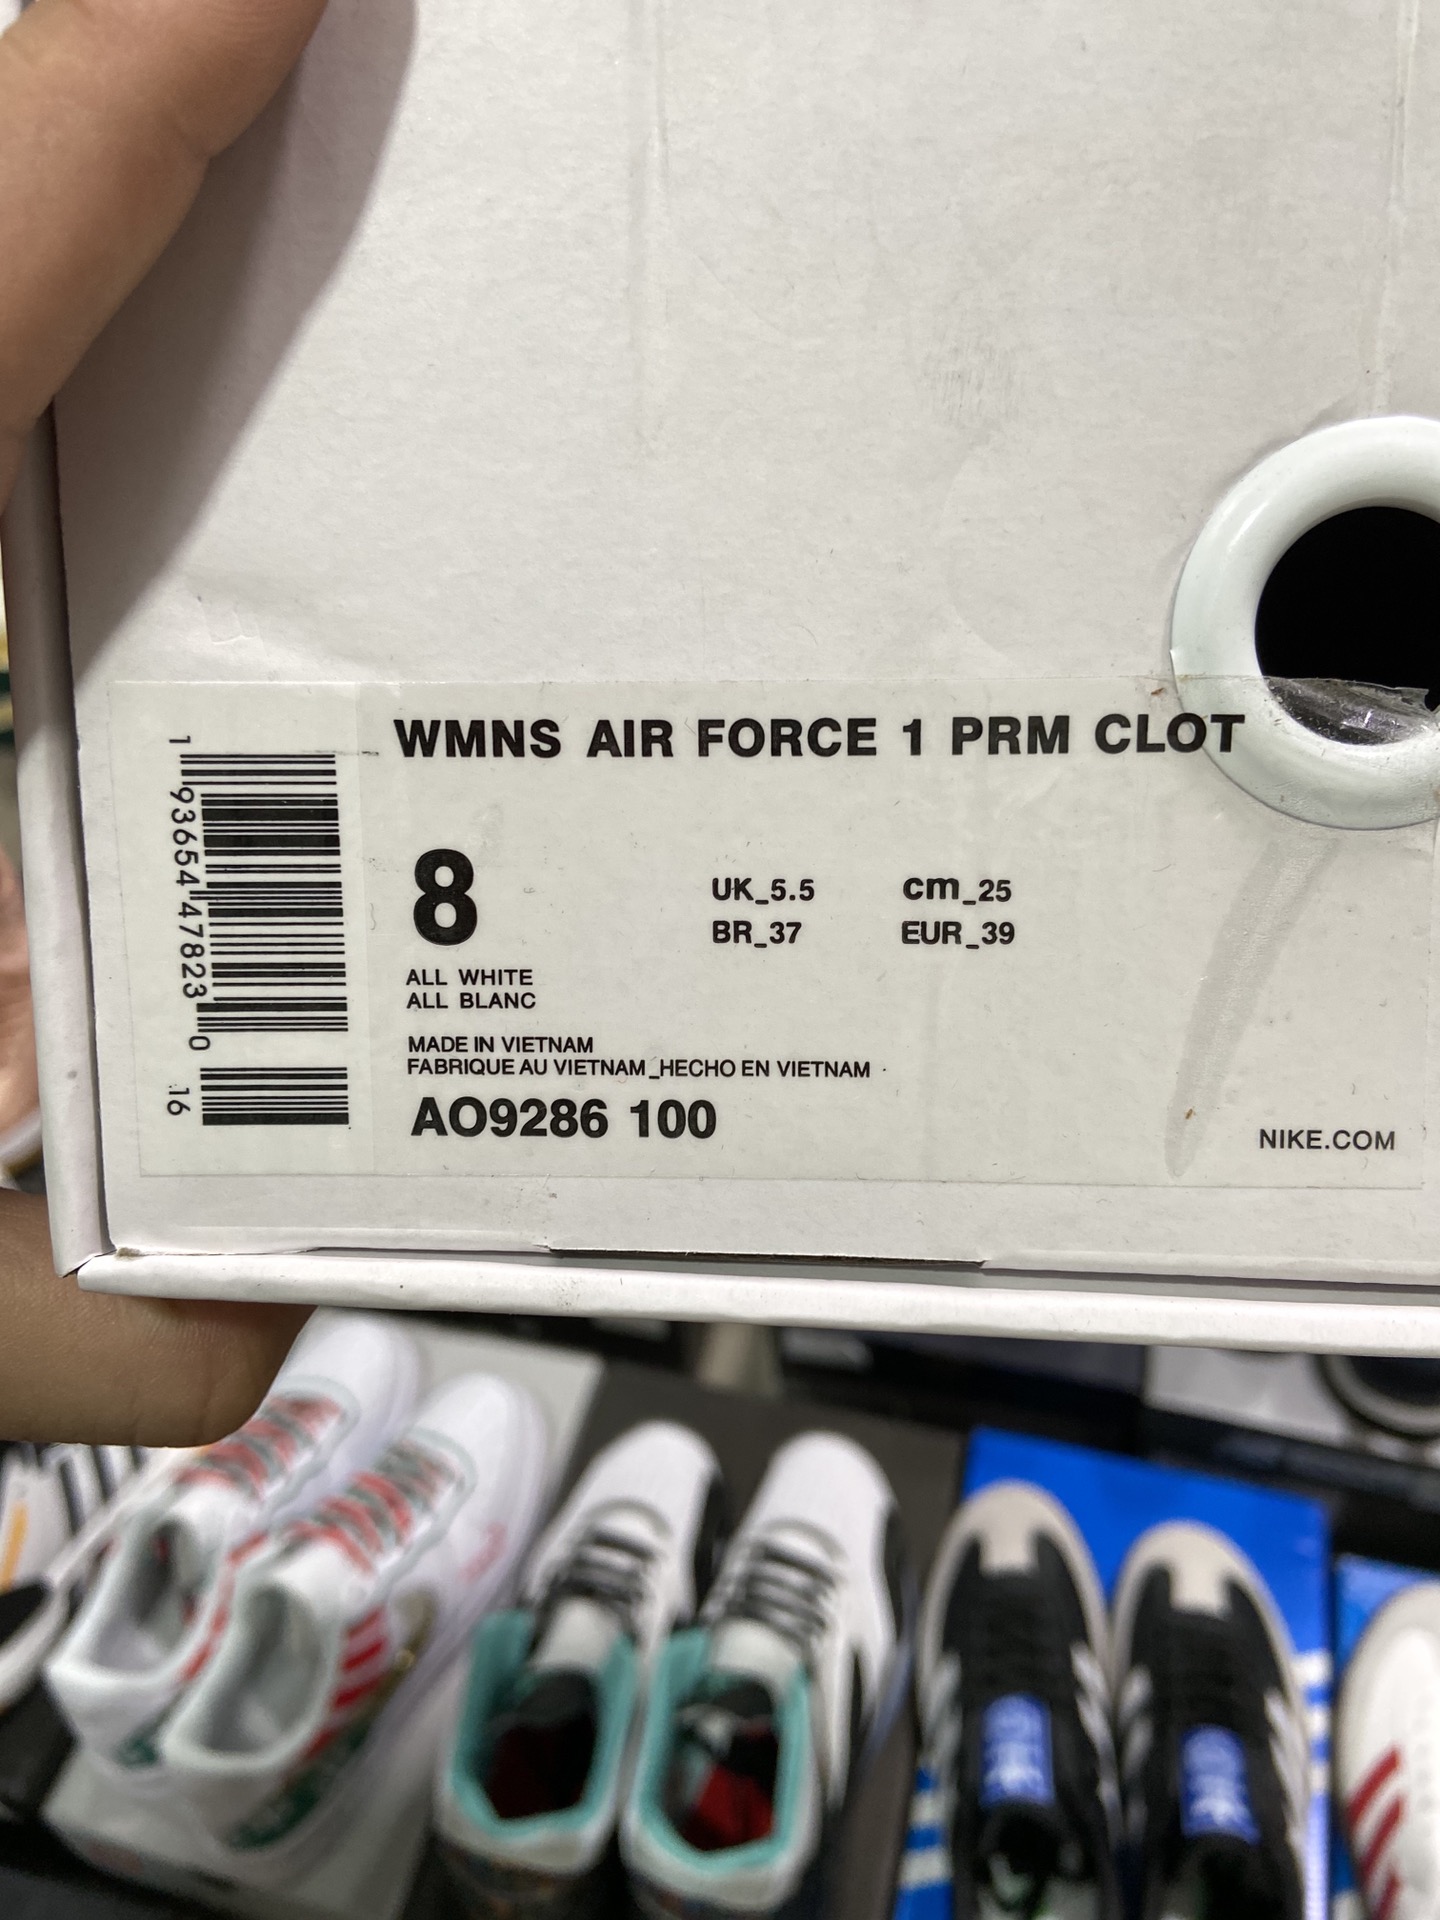 WMNS AIR FORCE 1 PRM CLOT
8
UK_5.5
cm_25
BR_37
EUR_39
ALL WHITE
ALL BLANC
MADE IN VIETNAM
FABRIQUE AU VIETNAM_HECHO EN VIETNAM
AO9286 100
NIKE.COM
1 93654 47823 0
16